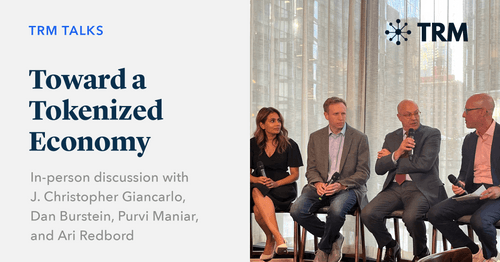 TRM TALKS
Toward a
Tokenized
Economy
In-person discussion with
J. Christopher Giancarlo,
Dan Burstein, Purvi Maniar,
and Ari Redbord
TRM